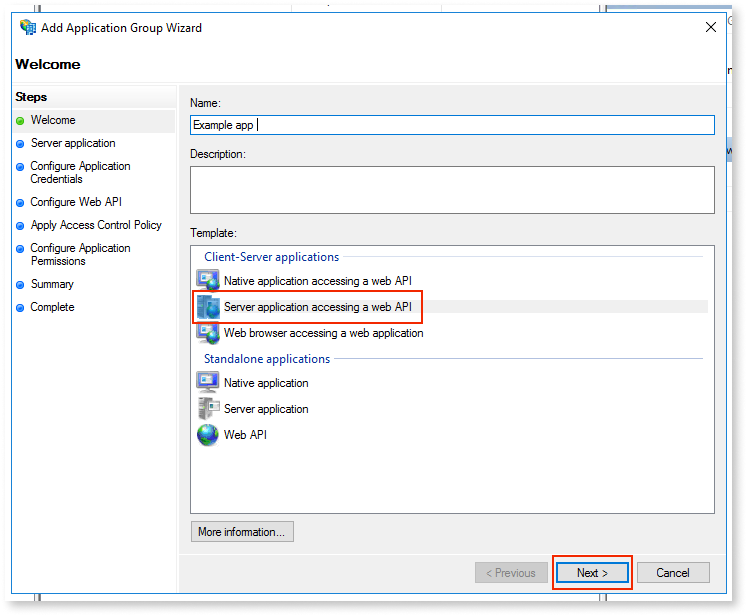 Add Application Group Wizard
Welcome
Steps
Welcome
Server application
Configure Application
Credentials
Configure Web API
Apply Access Control Policy
Configure Application
Permissions
Summary
Complete
Name:
Example app
Description:
Template:
Client-Server applications
Native application accessing a web API
Server application accessing a web API
Web browser accessing a web application
Standalone applications
Native application
Server application
Web API
More information...
< Previous
Next >
Cancel